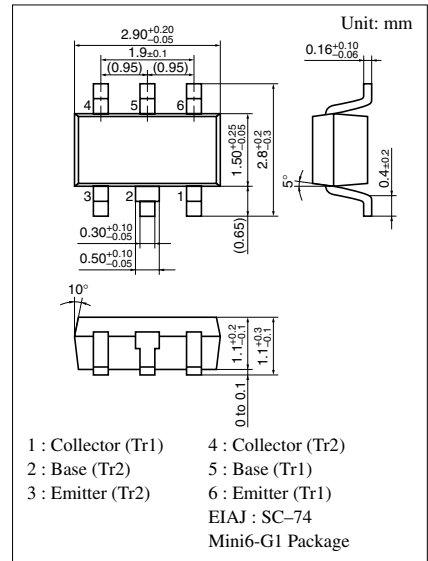 Unit: mm
2.90+0.20−0.05
1.9±0.1
(0.95) (0.95)
0.16+0.10−0.06
4 5 6
1.50+0.25−0.05
2.8+0.2−0.3
5°
0.4±0.2
3 2 1
(0.65)
0.30+0.10−0.05
0.50+0.10−0.05
10°
1.1+0.2−0.1
1.1+0.3−0.1
0 to 0.1
1 : Collector (Tr1) 4 : Collector (Tr2)
2 : Base (Tr2) 5 : Base (Tr1)
3 : Emitter (Tr2) 6 : Emitter (Tr1)
EIAJ : SC–74
Mini6-G1 Package